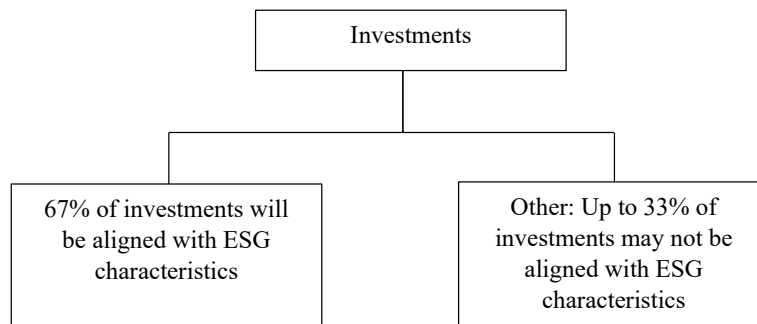 Investments
67% of investments will
be aligned with ESG
characteristics
Other: Up to 33% of
investments may not be
aligned with ESG
characteristics